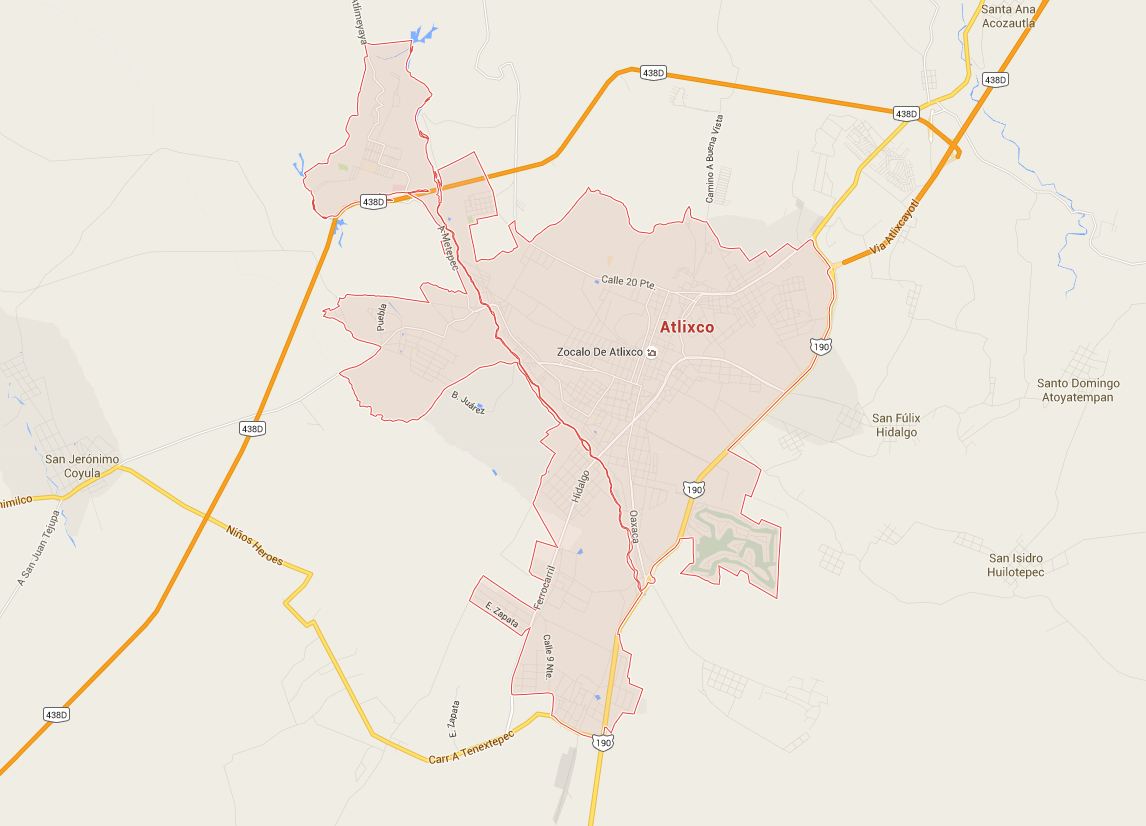 Atlimeyaya
Santa Ana
Acozautla
438D
438D
438D
Camino A Buena Vista
438D
Vía Atlixcayotl
A Metepec
Calle 20 Pte.
Puebla
Atlixco
190
Zocalo De Atlixco
Santo Domingo
Atoyatempan
B. Juárez
San Fúlix
Hidalgo
438D
San Jerónimo
Coyula
Hidalgo
190
himilco
Oaxaca
Niños Heroes
A San Juan Tejupa
San Isidro
Huilotepec
Ferrocarril
E. Zapata
Calle 9 Nte.
438D
E. Zapata
Carr A Tenextepec
190